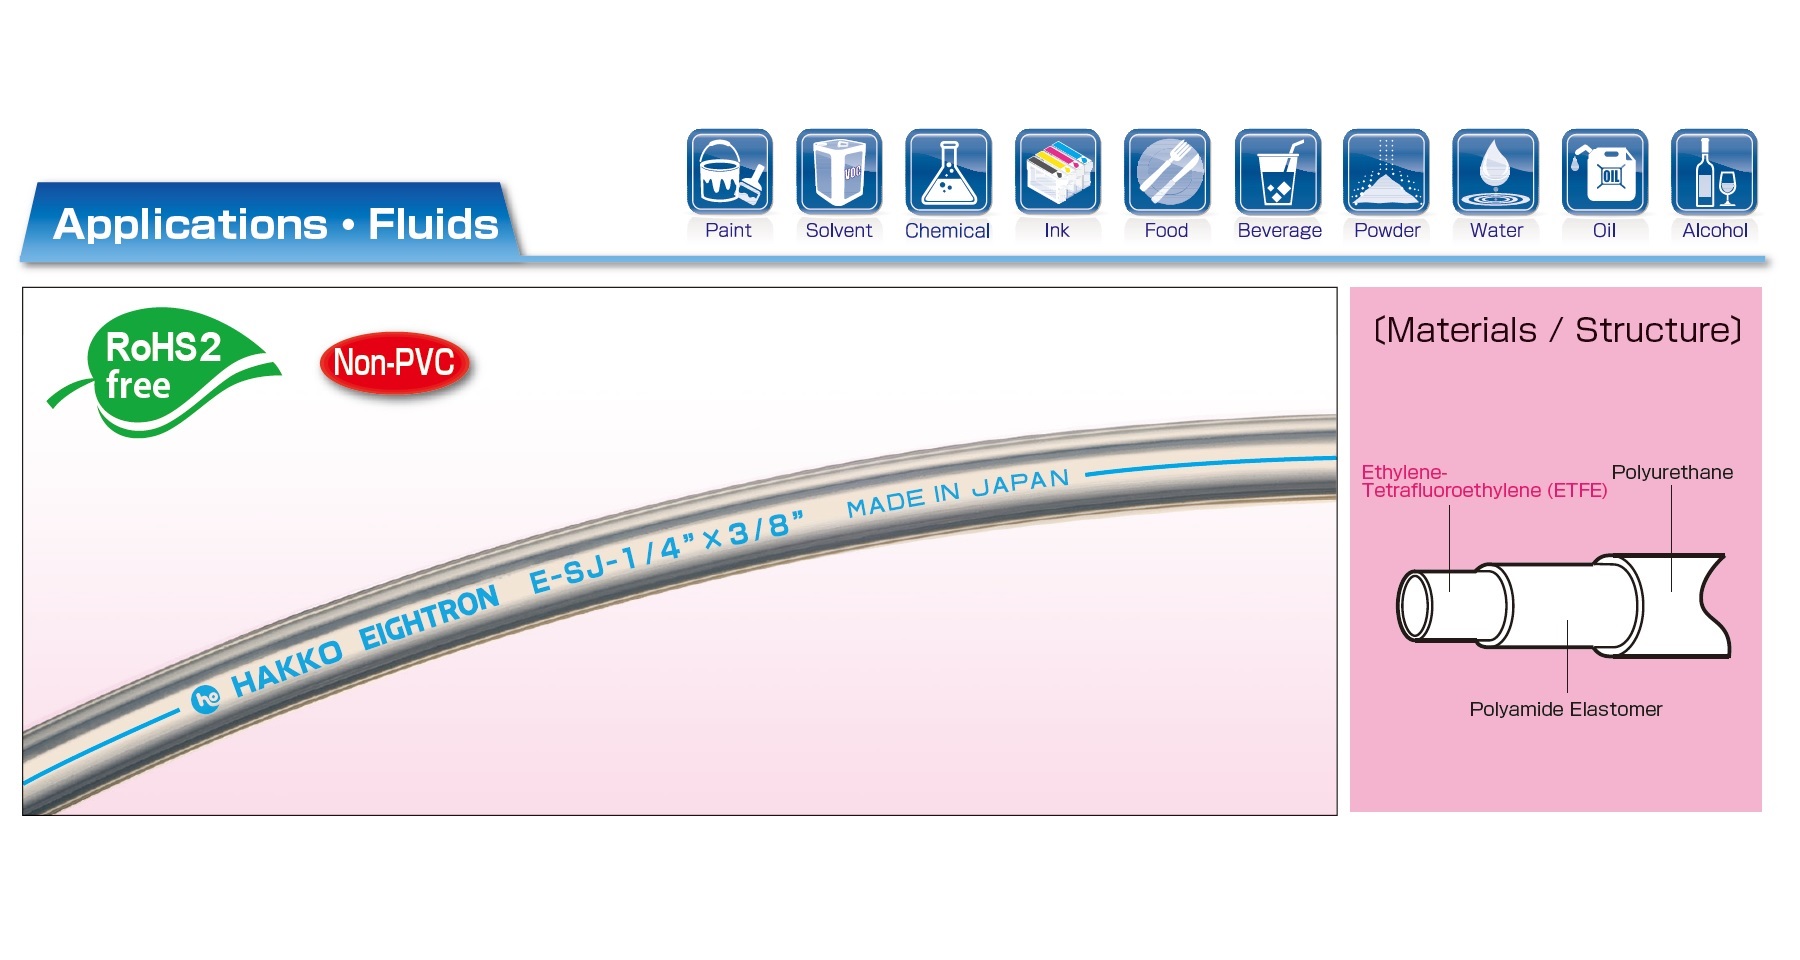 Applications・Fluids
VOC
OIL
Paint Solvent Chemical Ink Food Beverage Powder Water Oil Alcohol
RoHS2
free
Non-PVC
ho HAKKO EIGHTRON E-SJ-1/4”×3/8” MADE IN JAPAN
〔Materials / Structure〕
Ethylene-
Tetrafluoroethylene (ETFE)
Polyurethane
Polyamide Elastomer